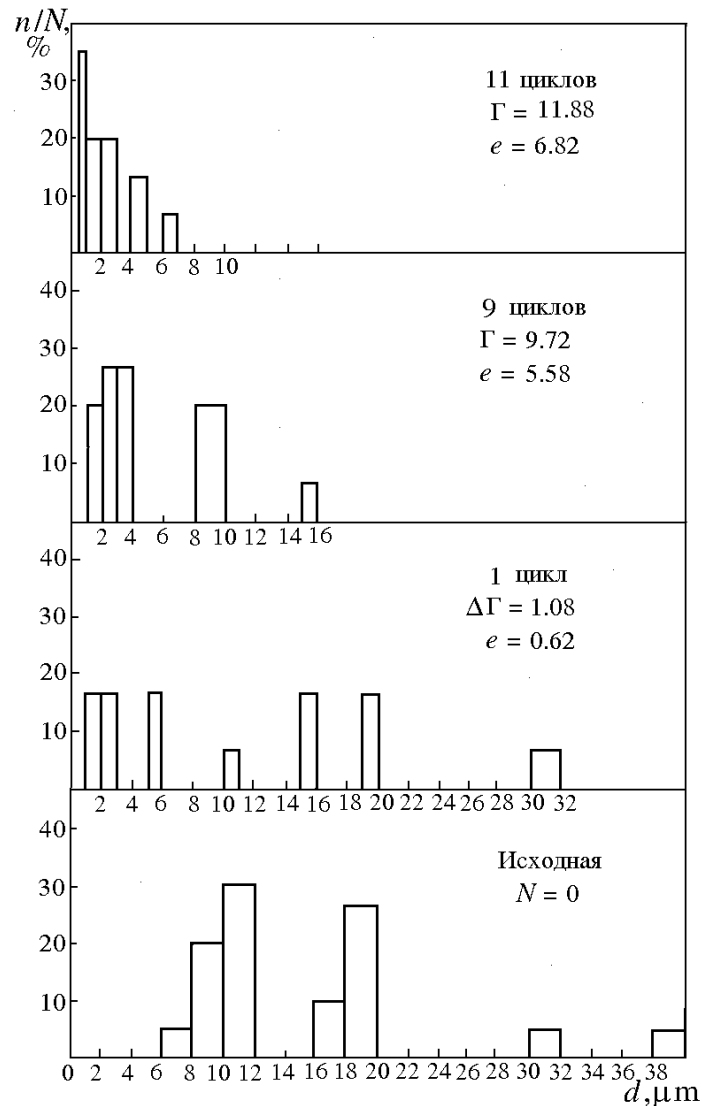 n/N,
%
30
20
10
11 циклов
Γ = 11.88
e = 6.82
2 4 6 8 10
40
30
20
10
9 циклов
Γ = 9.72
e = 5.58
2 4 6 8 10 12 14 16
40
30
20
10
1 цикл
ΔΓ = 1.08
e = 0.62
2 4 6 8 10 12 14 16 18 20 22 24 26 28 30 32
40
30
20
10
Исходная
N = 0
0 2 4 6 8 10 12 14 16 18 20 22 24 26 28 30 32 34 36 38
d, μm